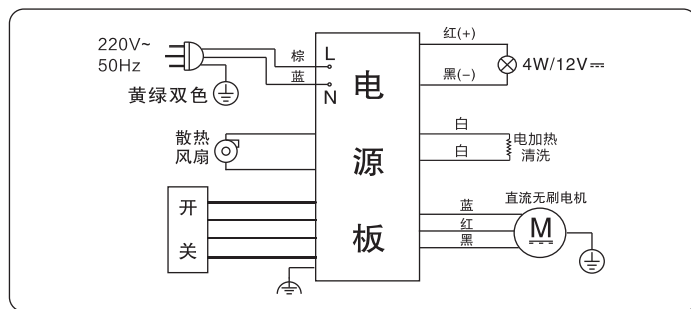 220V~
50Hz
黄绿双色
棕
蓝
L
N
电
源
板
散热
风扇
开
关
红(+)
黑(−)
4W/12V⎓
白
白
电加热
清洗
蓝
红
黑
直流无刷电机
M